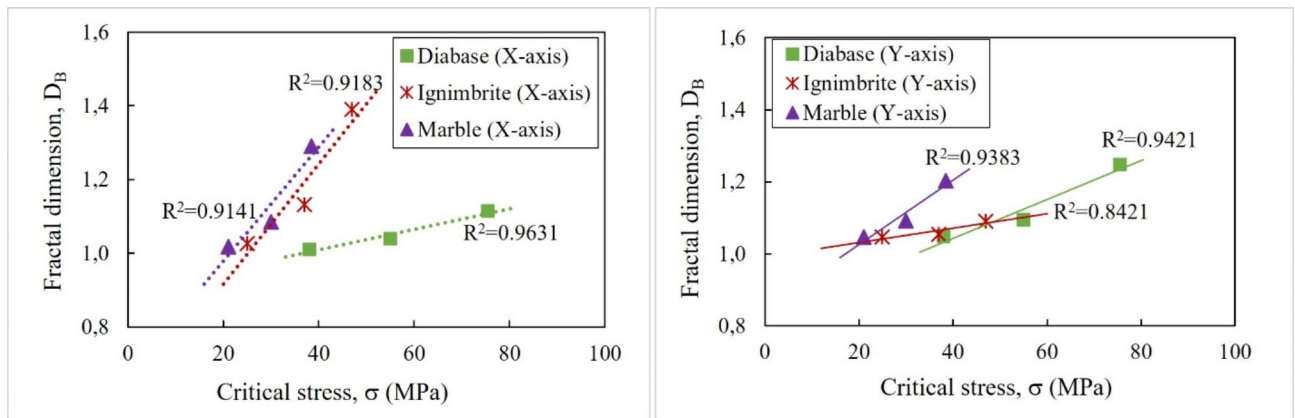 1,6
1,4
1,2
1,0
0,8
Fractal dimension, D_B
R²=0.9183
R²=0.9141
R²=0.9631
Diabase (X-axis)
Ignimbrite (X-axis)
Marble (X-axis)
0 20 40 60 80 100
Critical stress, σ (MPa)
1,6
1,4
1,2
1,0
0,8
Fractal dimension, D_B
Diabase (Y-axis)
Ignimbrite (Y-axis)
Marble (Y-axis)
R²=0.9421
R²=0.9383
R²=0.8421
0 20 40 60 80 100
Critical stress, σ (MPa)